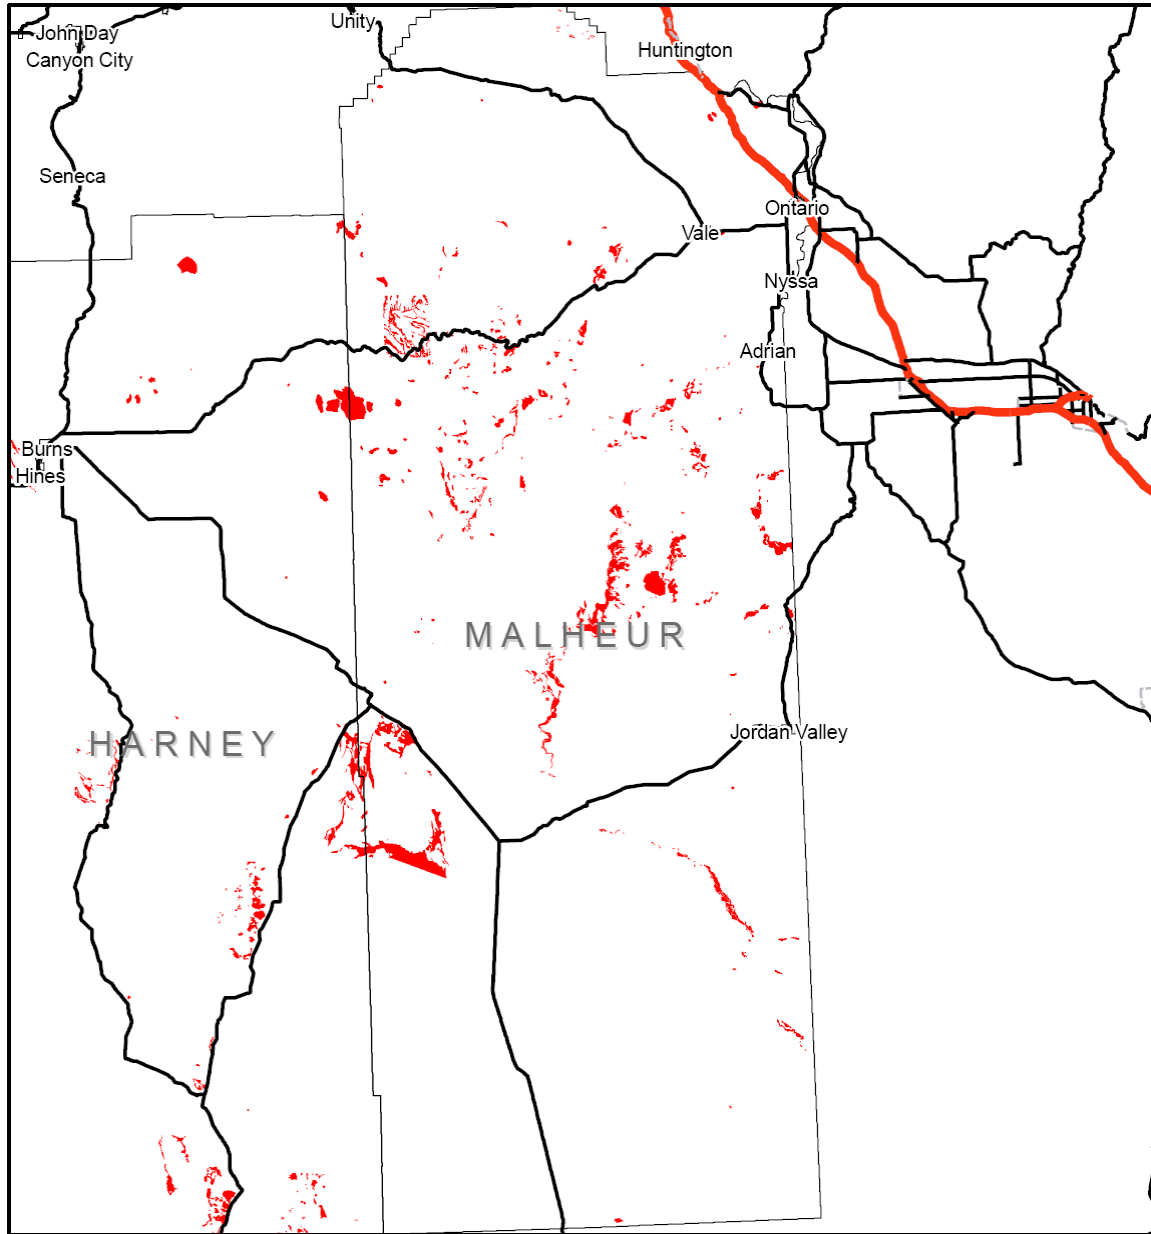 Unity
John Day
Huntington
Canyon City
Seneca
Ontario
Vale
Nyssa
Adrian
Burns
Hines
MALHEUR
Jordan Valley
HARNEY